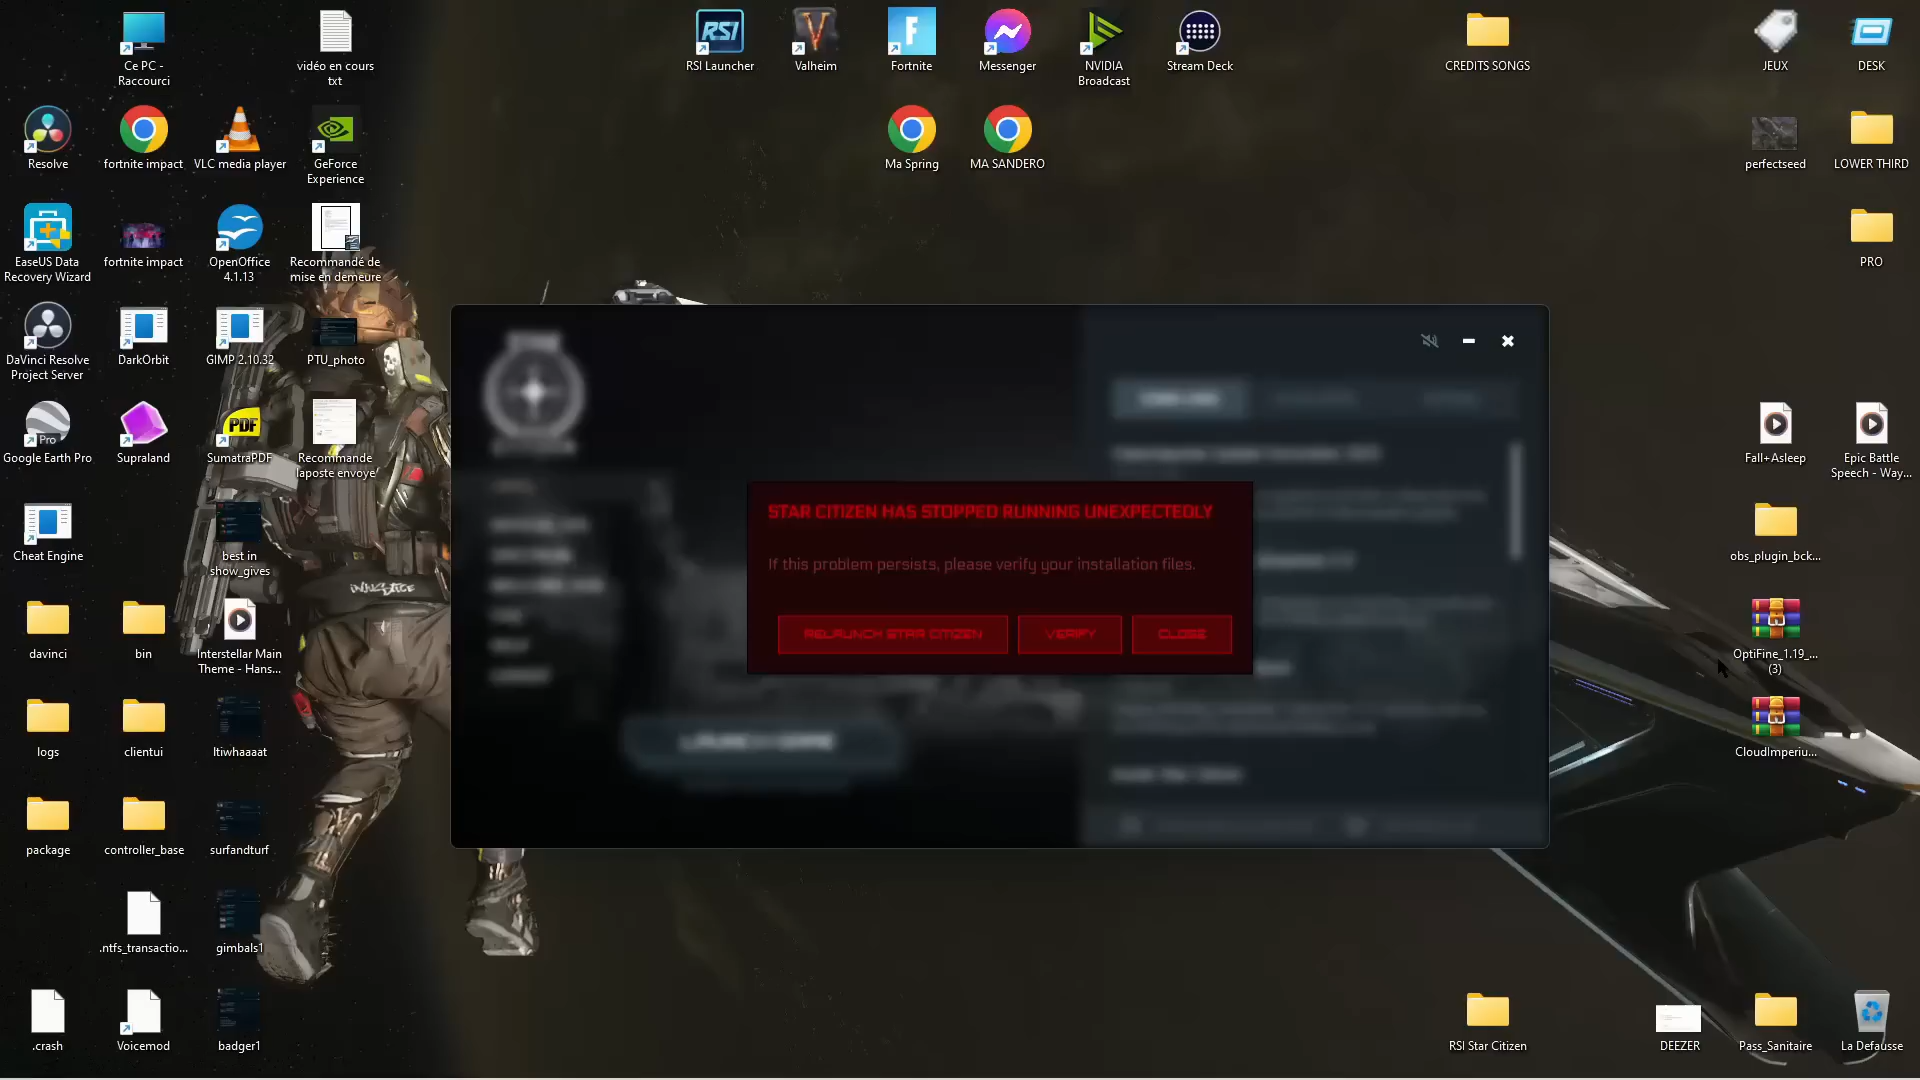 Ce PC -
Raccourci
vidéo en cours
txt
RSI
RSI Launcher
Valheim
Fortnite
Messenger
NVIDIA
Broadcast
Stream Deck
CREDITS SONGS
JEUX
DESK
Resolve
fortnite impact
VLC media player
GeForce
Experience
Ma Spring
MA SANDERO
perfectseed
LOWER THIRD
EaseUS Data
Recovery Wizard
fortnite impact
OpenOffice
4.1.13
Recommandé de
mise en demeure
PRO
DaVinci Resolve
Project Server
DarkOrbit
GIMP 2.10.32
PTU_photo
Pro
Google Earth Pro
Supraland
PDF
SumatraPDF
Recommande
laposte envoye
Fall+Asleep
Epic Battle
Speech - Way...
STAR CITIZEN HAS STOPPED RUNNING UNEXPECTEDLY
If this problem persists, please verify your installation files.
RELAUNCH STAR CITIZEN
VERIFY
CLOSE
LAUNCH GAME
Cheat Engine
best in
show_gives
obs_plugin_bck...
davinci
bin
Interstellar Main
Theme - Hans...
OptiFine_1.19_...
(3)
logs
clientui
ltiwhaaaat
CloudImperiu...
package
controller_base
surfandturf
.ntfs_transactio...
gimbals1
.crash
Voicemod
badger1
RSI Star Citizen
DEEZER
Pass_Sanitaire
La Defausse